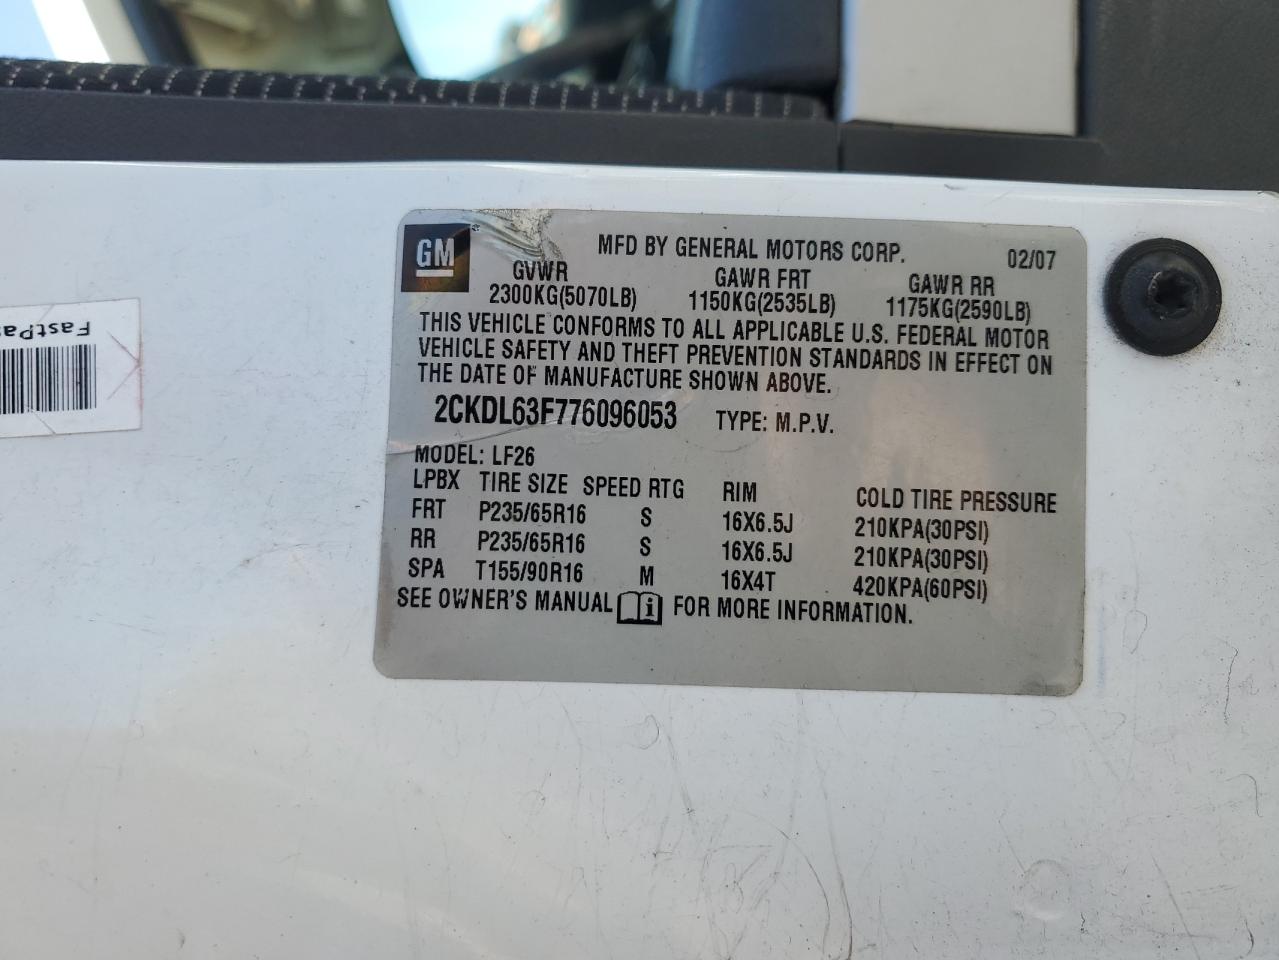 GM
MFD BY GENERAL MOTORS CORP. 02/07
GVWR GAWR FRT GAWR RR
2300KG(5070LB) 1150KG(2535LB) 1175KG(2590LB)
THIS VEHICLE CONFORMS TO ALL APPLICABLE U.S. FEDERAL MOTOR
VEHICLE SAFETY AND THEFT PREVENTION STANDARDS IN EFFECT ON
THE DATE OF MANUFACTURE SHOWN ABOVE.
2CKDL63F776096053 TYPE: M.P.V.
MODEL: LF26
LPBX TIRE SIZE SPEED RTG RIM COLD TIRE PRESSURE
FRT P235/65R16 S 16X6.5J 210KPA(30PSI)
RR P235/65R16 S 16X6.5J 210KPA(30PSI)
SPA T155/90R16 M 16X4T 420KPA(60PSI)
SEE OWNER'S MANUAL FOR MORE INFORMATION.
FastPa